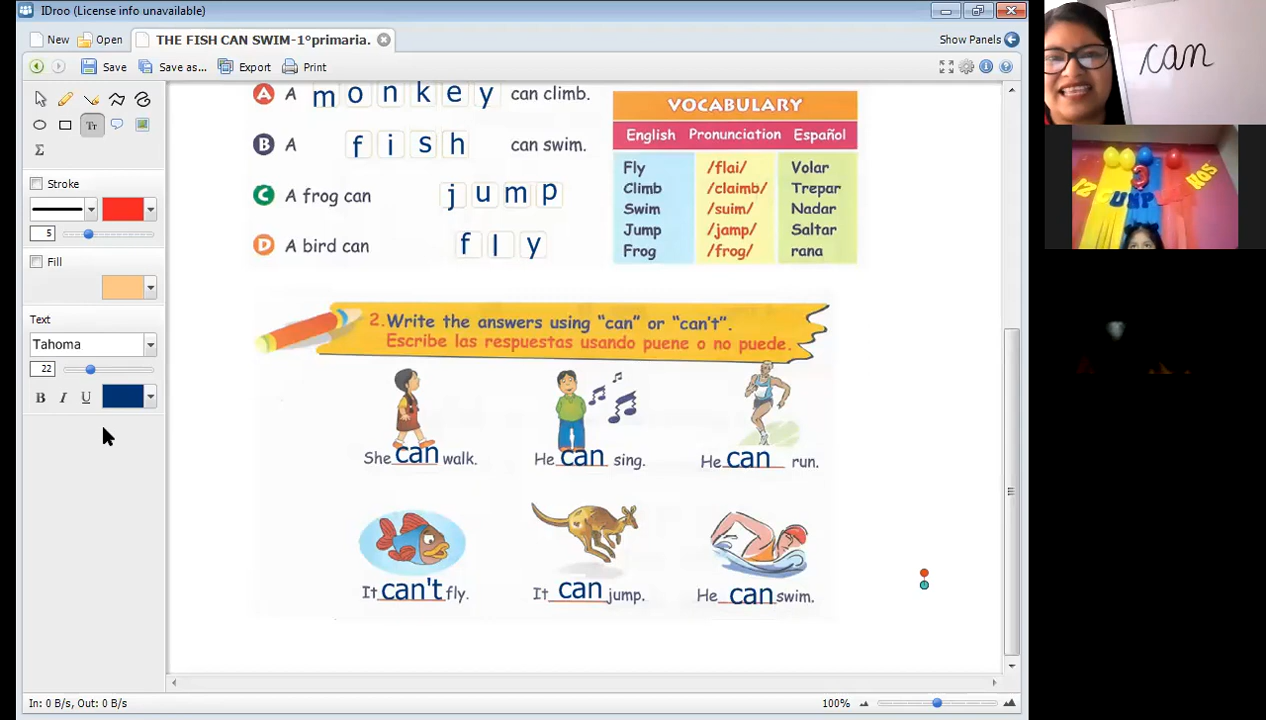 IDroo (License info unavailable)
New Open THE FISH CAN SWIM-1°primaria. Show Panels
Save Save as... Export Print
Tr
Σ
Stroke
5
Fill
Text
Tahoma
22
B I U
A A monkey can climb.
B A fish can swim.
C A frog can jump
D A bird can fly
VOCABULARY
English Pronunciation Español
Fly /flai/ Volar
Climb /claimb/ Trepar
Swim /suim/ Nadar
Jump /jamp/ Saltar
Frog /frog/ rana
2. Write the answers using “can” or “can't”.
Escribe las respuestas usando puene o no puede.
She can walk. He can sing. He can run.
It can't fly. It can jump. He can swim.
In: 0 B/s, Out: 0 B/s 100%
can